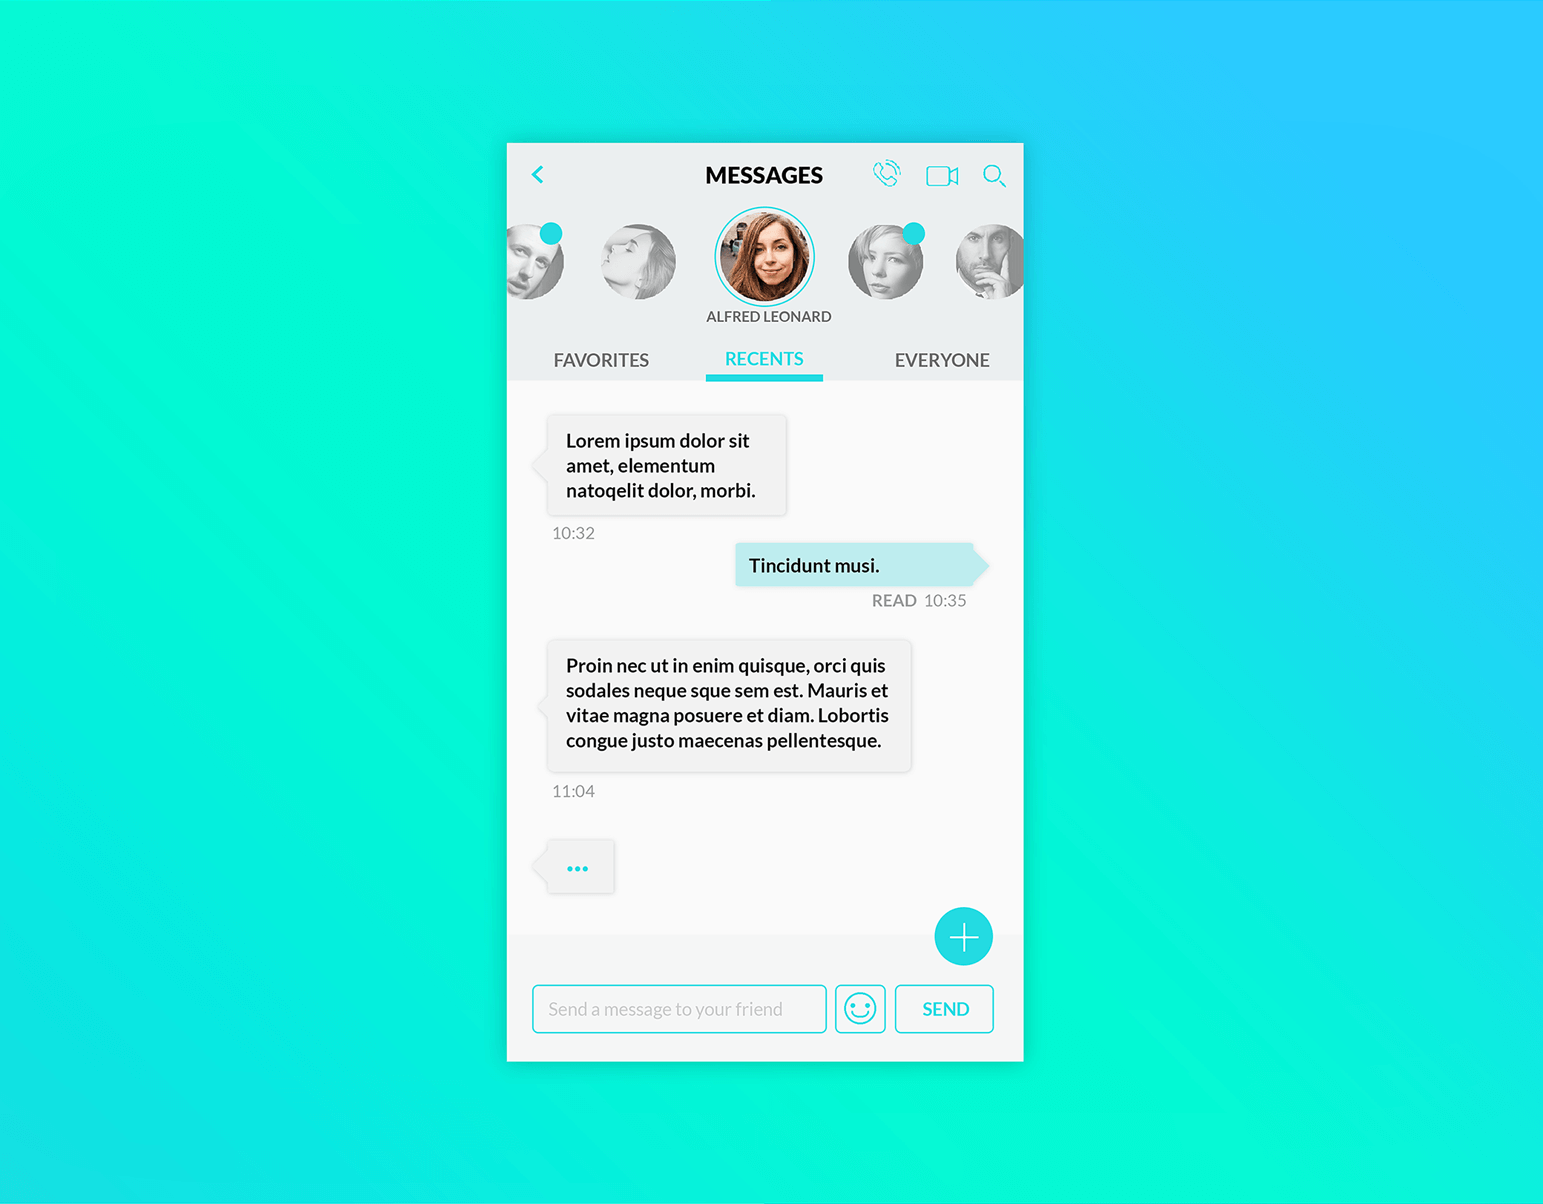 MESSAGES
ALFRED LEONARD
FAVORITES
RECENTS
EVERYONE
Lorem ipsum dolor sit
amet, elementum
natoqelit dolor, morbi.
10:32
Tincidunt musi.
READ 10:35
Proin nec ut in enim quisque, orci quis
sodales neque sque sem est. Mauris et
vitae magna posuere et diam. Lobortis
congue justo maecenas pellentesque.
11:04
...
Send a message to your friend
SEND